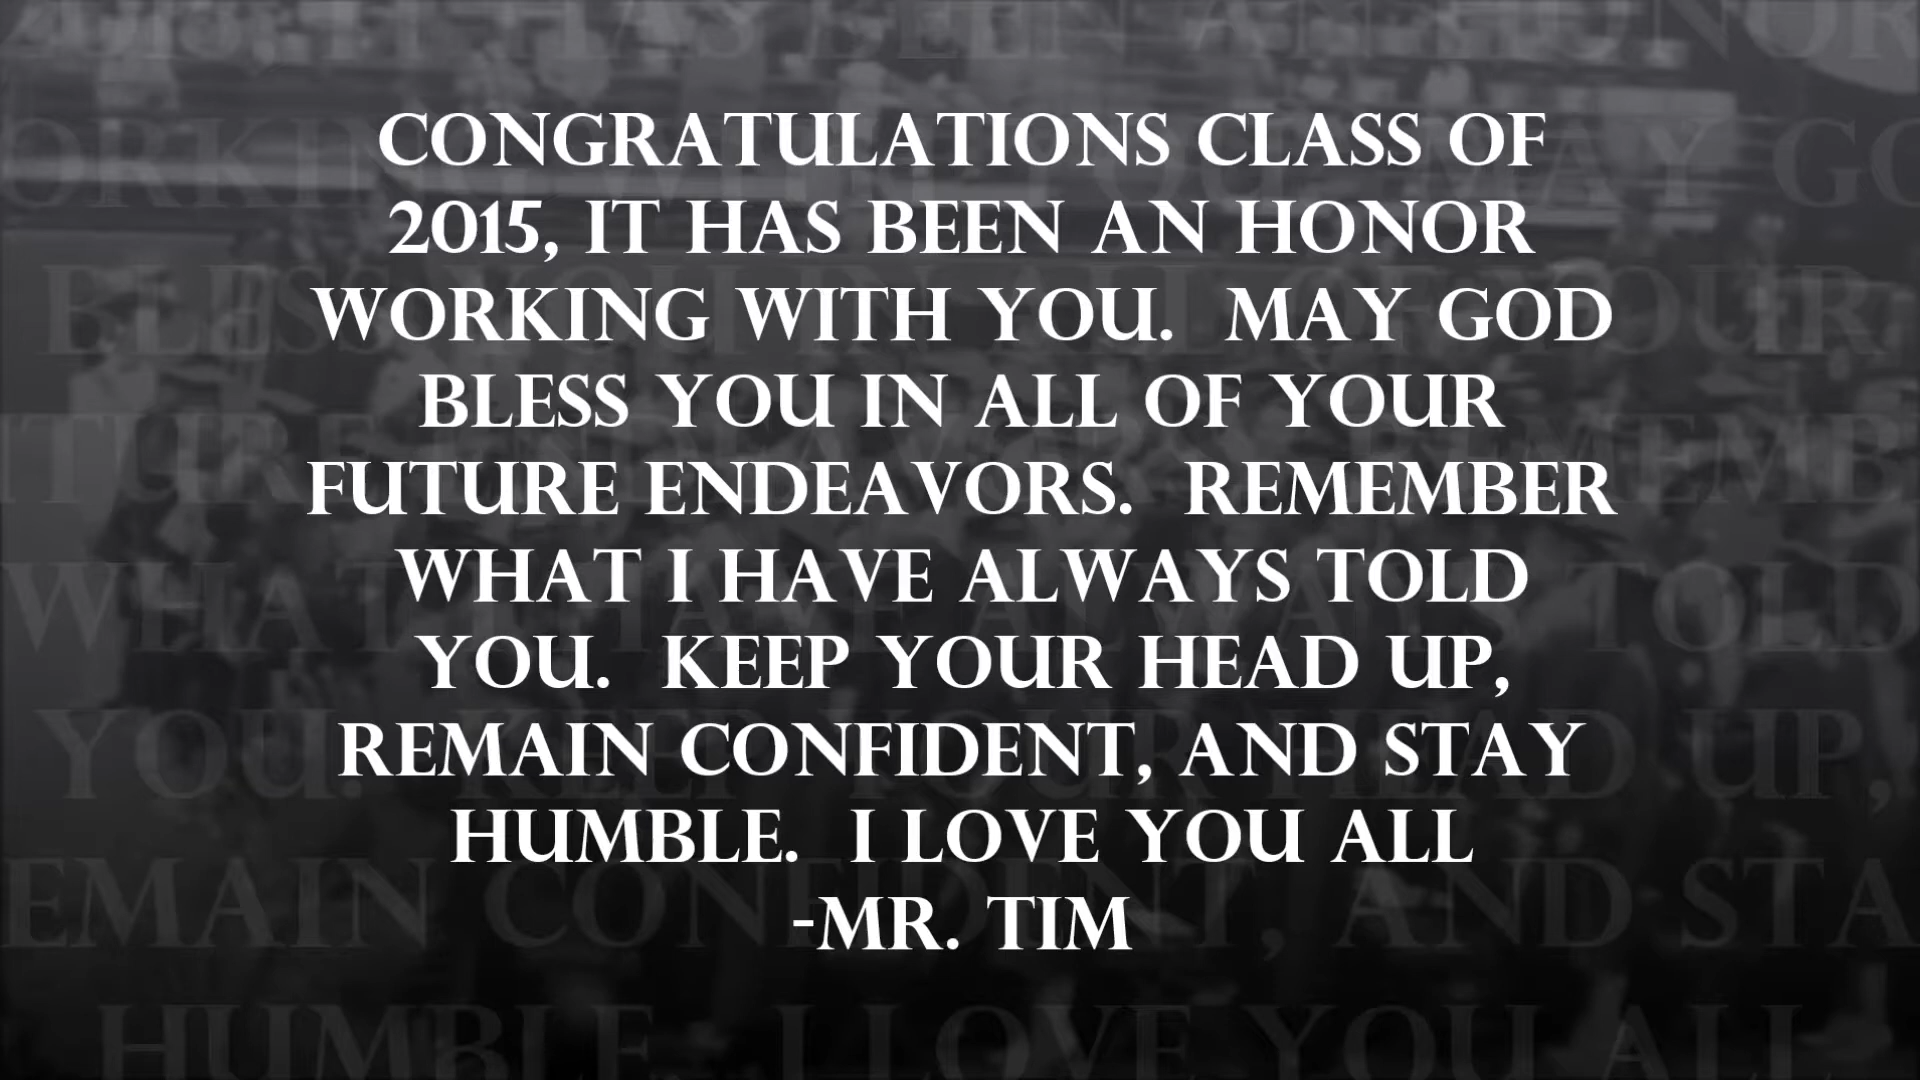 CONGRATULATIONS CLASS OF
2015, IT HAS BEEN AN HONOR
WORKING WITH YOU.  MAY GOD
BLESS YOU IN ALL OF YOUR
FUTURE ENDEAVORS.  REMEMBER
WHAT I HAVE ALWAYS TOLD
YOU.  KEEP YOUR HEAD UP,
REMAIN CONFIDENT, AND STAY
HUMBLE.  I LOVE YOU ALL
-MR. TIM